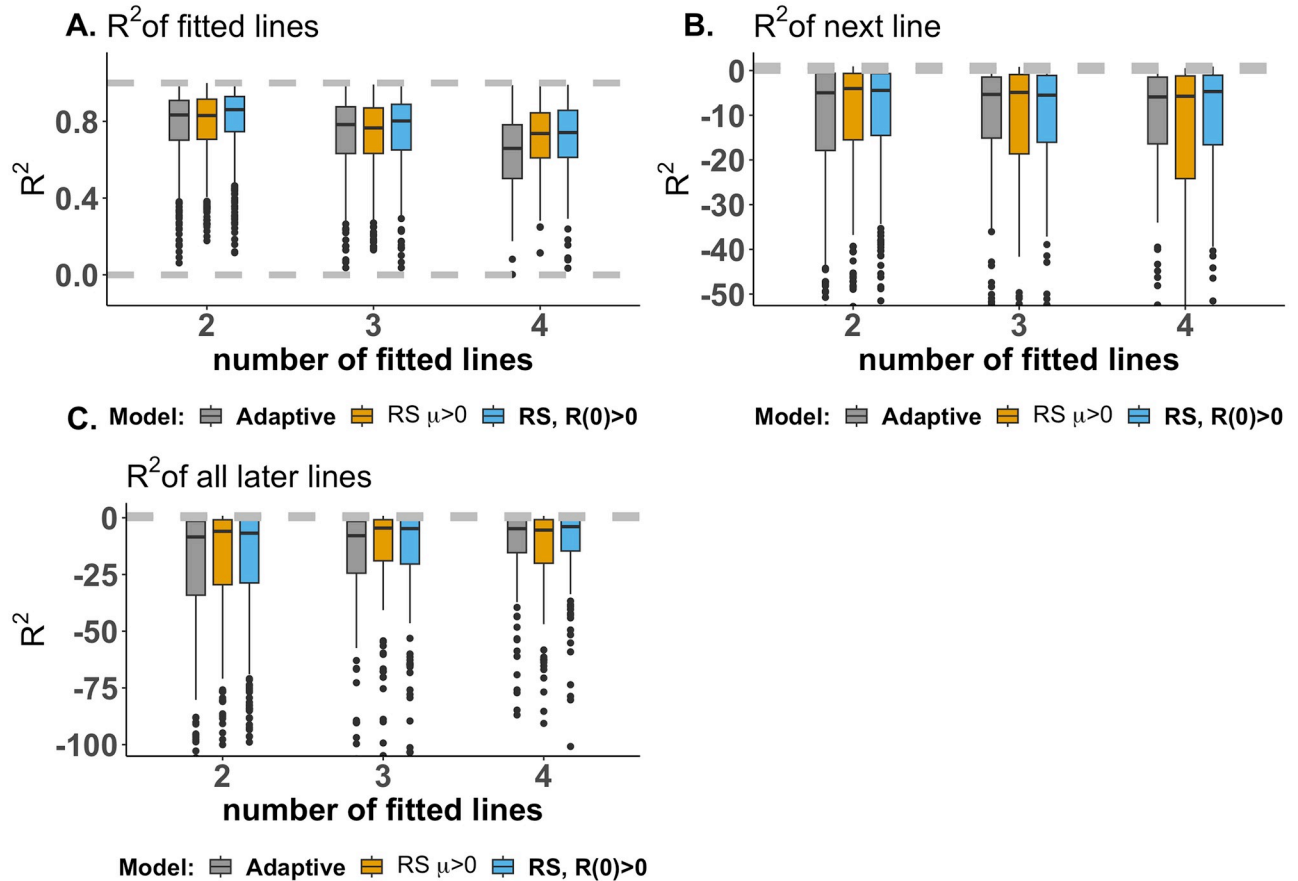 A. R²of fitted lines
R²
0.8
0.4
0.0
2 3 4
number of fitted lines
Model: Adaptive RS μ>0 RS, R(0)>0
B. R²of next line
R²
0
-10
-20
-30
-40
-50
2 3 4
number of fitted lines
Model: Adaptive RS μ>0 RS, R(0)>0
C.
R²of all later lines
R²
0
-25
-50
-75
-100
2 3 4
number of fitted lines
Model: Adaptive RS μ>0 RS, R(0)>0